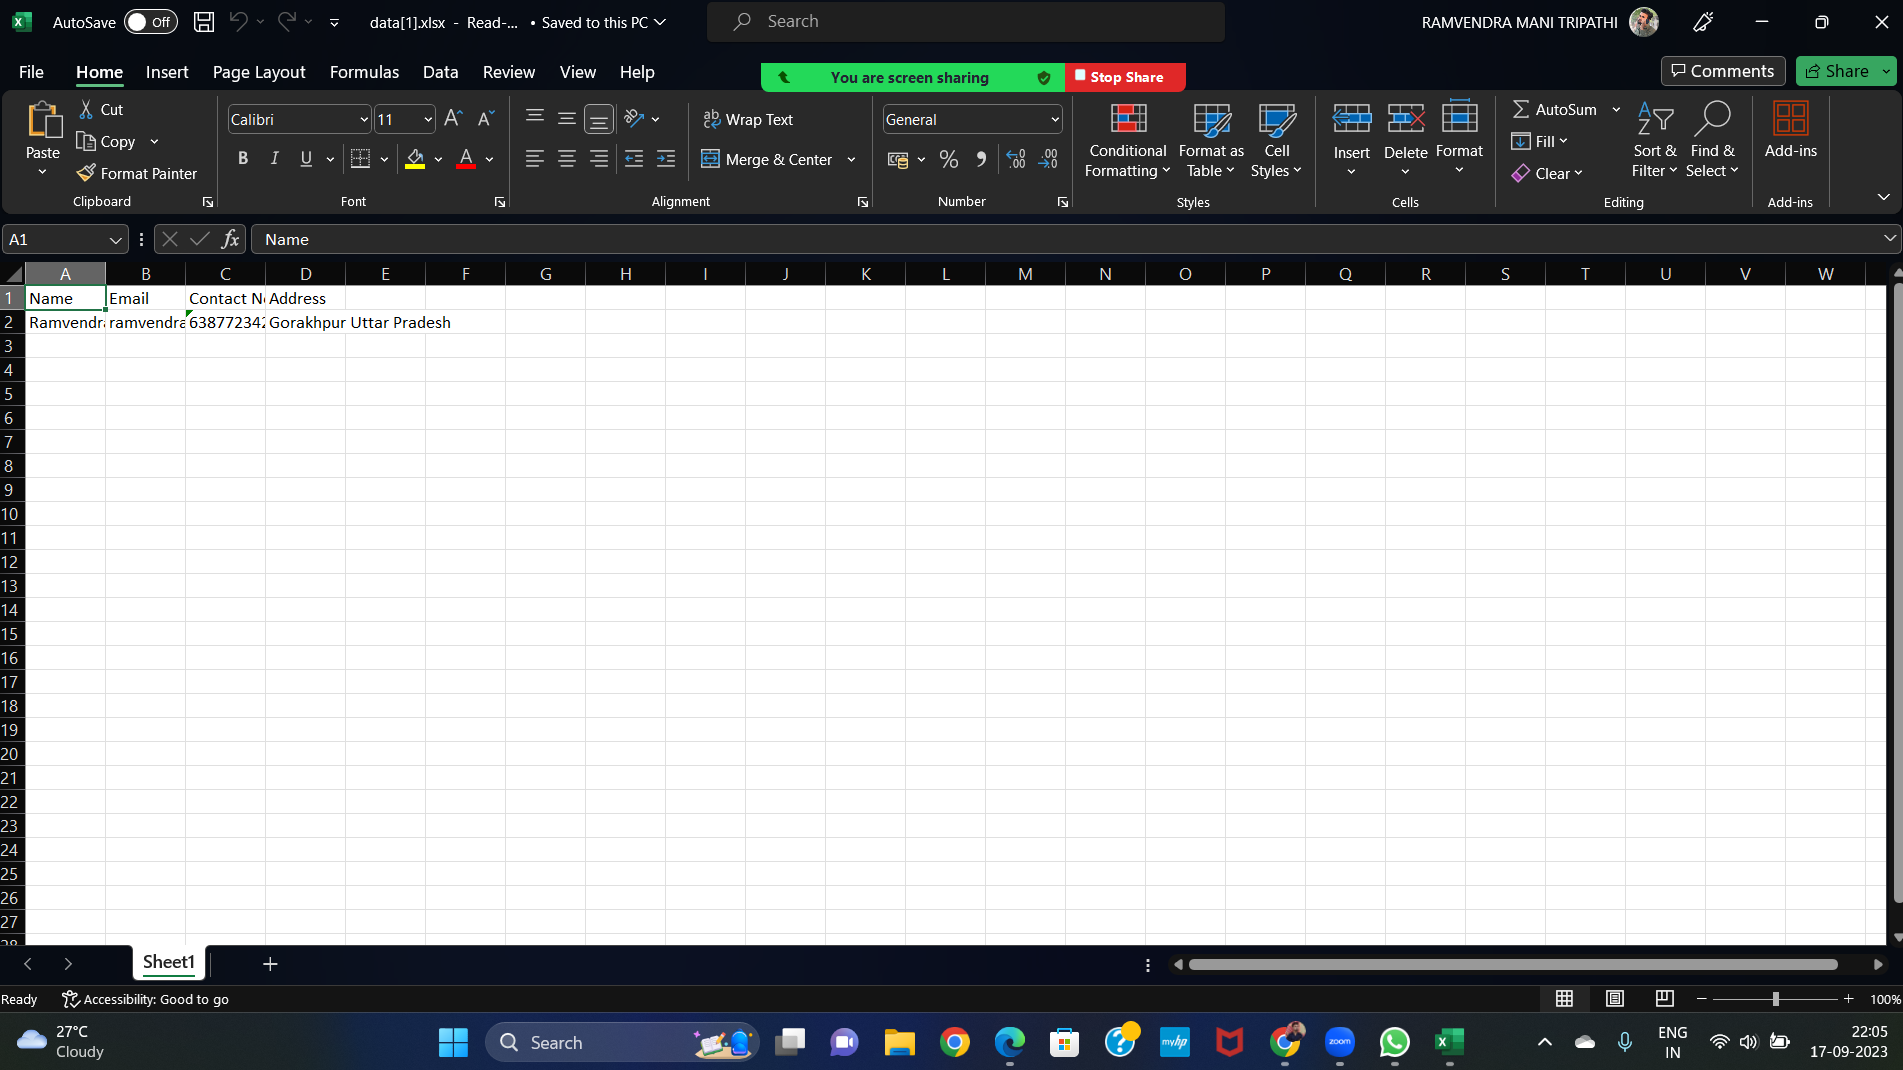 AutoSave Off data[1].xlsx - Read-... • Saved to this PC Search RAMVENDRA MANI TRIPATHI
File Home Insert Page Layout Formulas Data Review View Help You are screen sharing Stop Share Comments Share
Paste Cut Copy Format Painter Clipboard
Calibri 11 B I U A Font
ab Wrap Text Merge & Center Alignment
General % Number
Conditional Formatting Format as Table Cell Styles Styles
Insert Delete Format Cells
AutoSum Fill Clear Sort & Filter Find & Select Editing
Add-ins Add-ins
A1 fx Name
A B C D E F G H I J K L M N O P Q R S T U V W
1 Name Email Contact N Address
2 Ramvendr ramvendra 638772342 Gorakhpur Uttar Pradesh
3
4
5
6
7
8
9
10
11
12
13
14
15
16
17
18
19
20
21
22
23
24
25
26
27
28
Sheet1
Ready Accessibility: Good to go 100%
27°C
Cloudy
Search myhp zoom
ENG
IN
22:05
17-09-2023